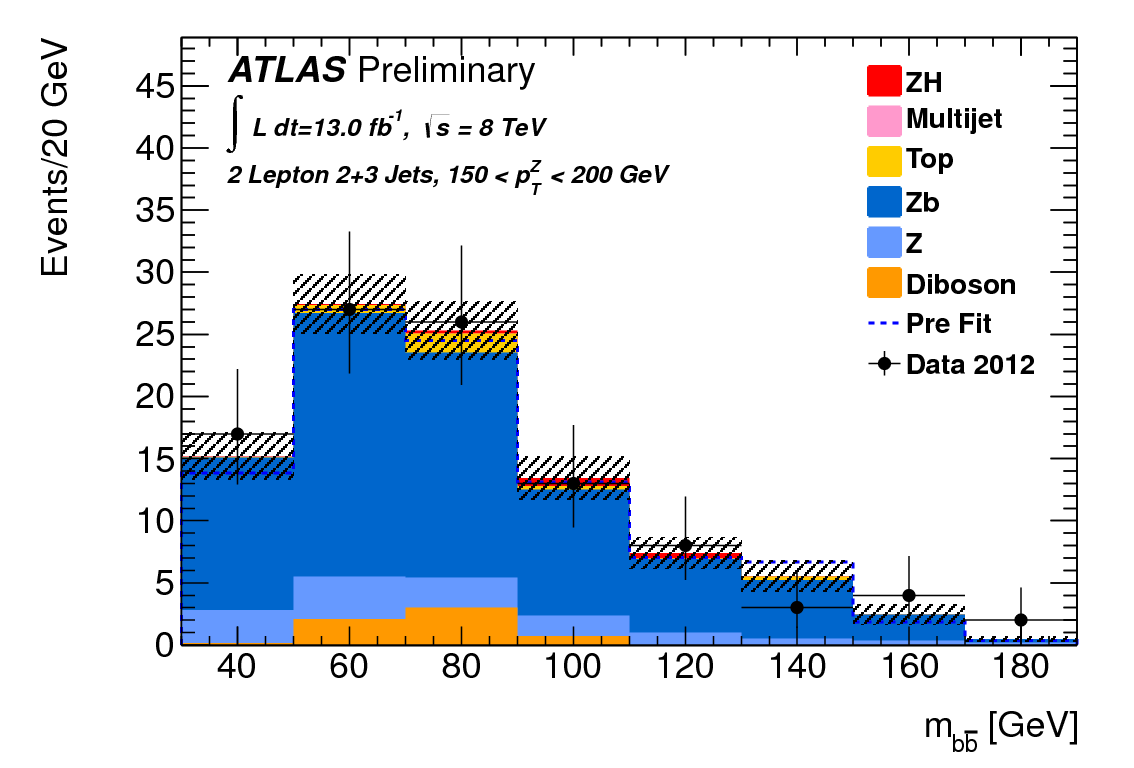 Events/20 GeV
45
40
35
30
25
20
15
10
5
0
ATLAS Preliminary
∫ L dt=13.0 fb⁻¹, √s = 8 TeV
2 Lepton 2+3 Jets, 150 < p_T^Z < 200 GeV
ZH
Multijet
Top
Zb
Z
Diboson
Pre Fit
Data 2012
40 60 80 100 120 140 160 180
m_bb̅ [GeV]